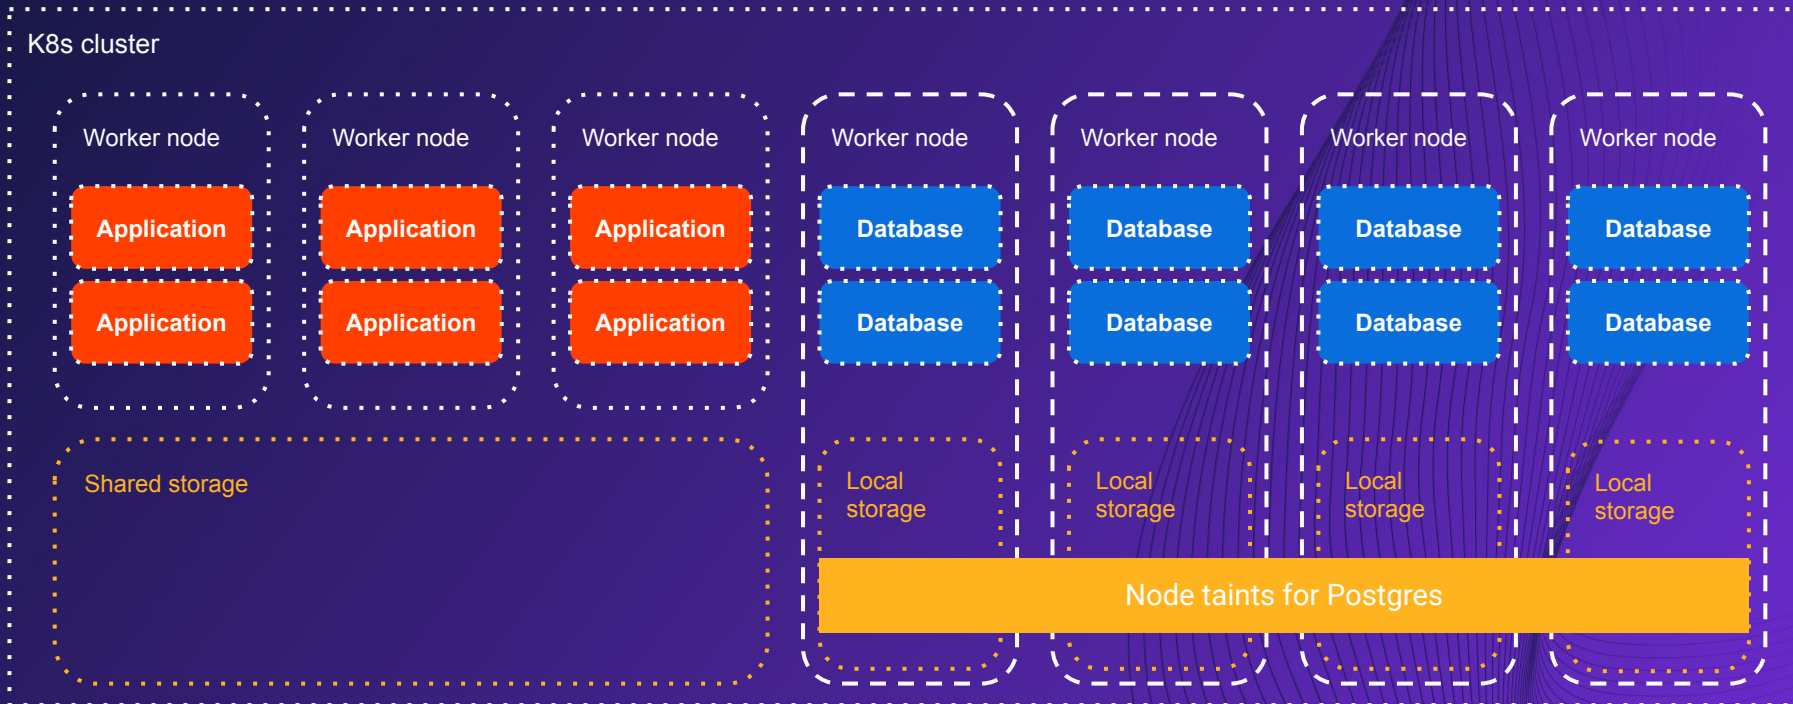 K8s cluster
Worker node
Worker node
Worker node
Worker node
Worker node
Worker node
Worker node
Application
Application
Application
Database
Database
Database
Database
Application
Application
Application
Database
Database
Database
Database
Shared storage
Local
storage
Local
storage
Local
storage
Local
storage
Node taints for Postgres